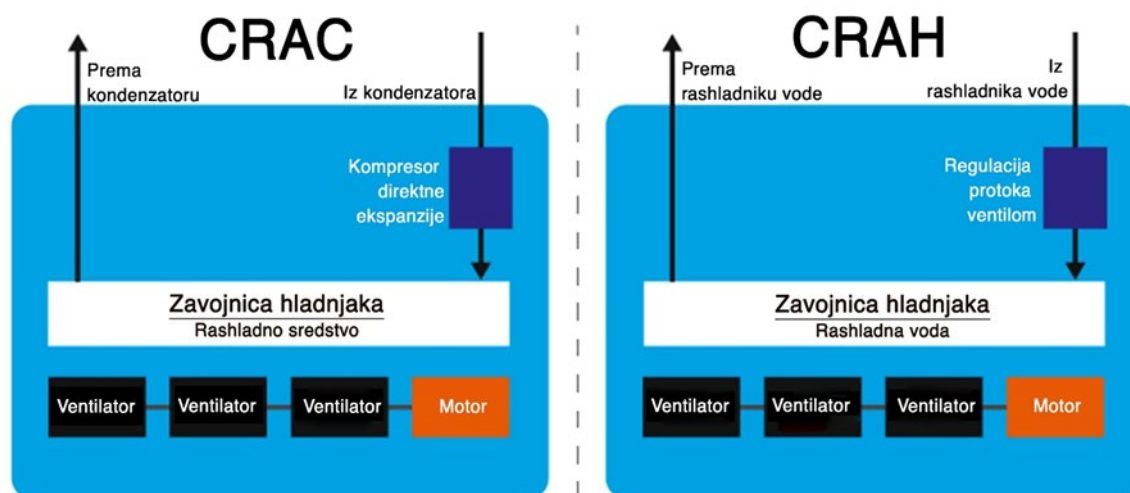 CRAC
Prema
kondenzatoru
Iz kondenzatora
Kompresor
direktne
ekspanzije
Zavojnica hladnjaka
Rashladno sredstvo
Ventilator
Ventilator
Ventilator
Motor
CRAH
Prema
rashladniku vode
Iz
rashladnika vode
Regulacija
protoka
ventilom
Zavojnica hladnjaka
Rashladna voda
Ventilator
Ventilator
Ventilator
Motor